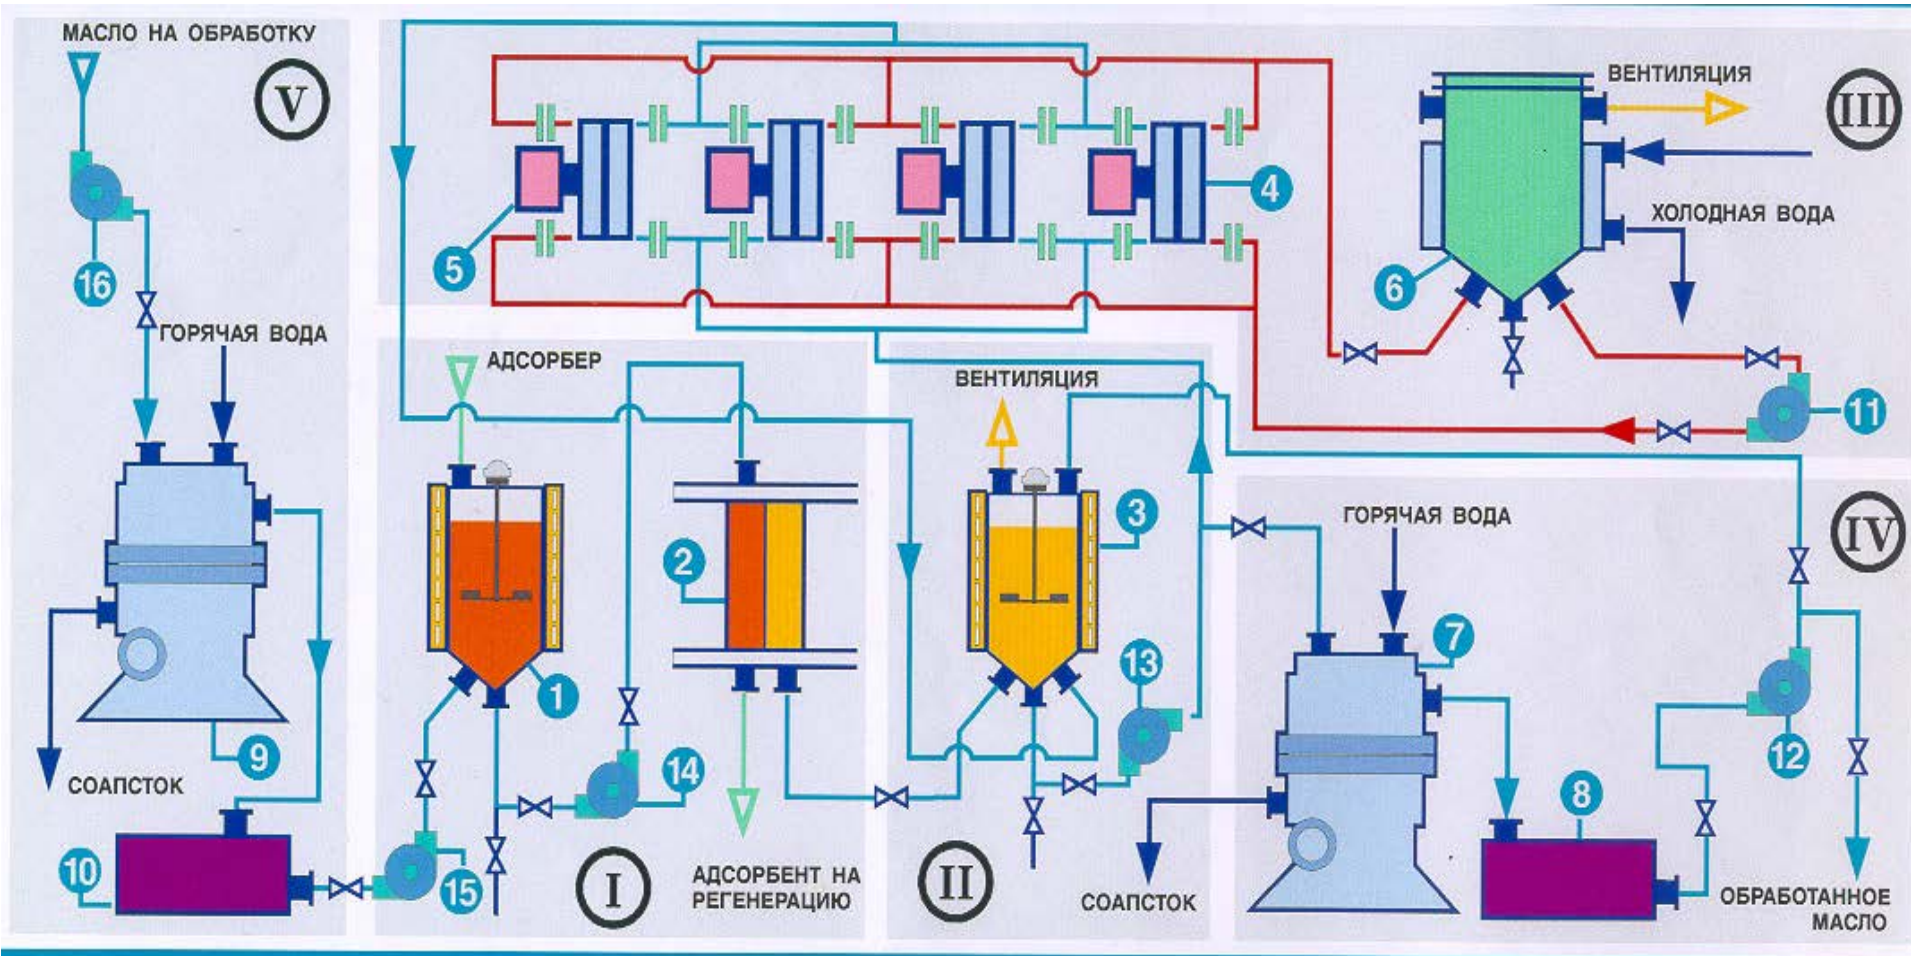 МАСЛО НА ОБРАБОТКУ
V
16
ГОРЯЧАЯ ВОДА
9
СОАПСТОК
10
5
4
ВЕНТИЛЯЦИЯ
III
ХОЛОДНАЯ ВОДА
6
11
АДСОРБЕР
1
2
14
15
I
АДСОРБЕНТ НА
РЕГЕНЕРАЦИЮ
ВЕНТИЛЯЦИЯ
3
13
II
СОАПСТОК
ГОРЯЧАЯ ВОДА
IV
7
8
12
ОБРАБОТАННОЕ
МАСЛО